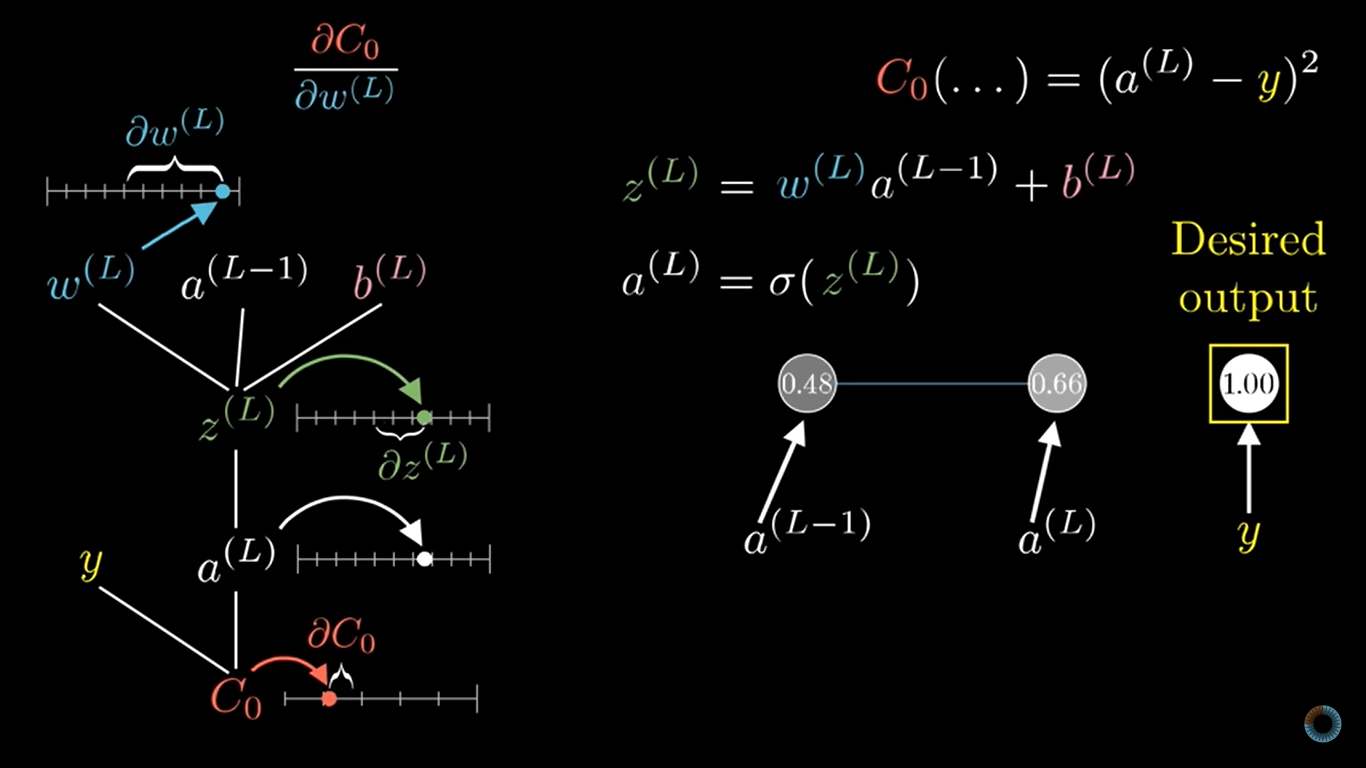 ∂C₀
∂w⁽ᴸ⁾
C₀(...) = (a⁽ᴸ⁾ − y)²
∂w⁽ᴸ⁾
z⁽ᴸ⁾ = w⁽ᴸ⁾a⁽ᴸ⁻¹⁾ + b⁽ᴸ⁾
Desired
output
w⁽ᴸ⁾ a⁽ᴸ⁻¹⁾ b⁽ᴸ⁾
a⁽ᴸ⁾ = σ(z⁽ᴸ⁾)
0.48 0.66 1.00
z⁽ᴸ⁾
∂z⁽ᴸ⁾
a⁽ᴸ⁻¹⁾ a⁽ᴸ⁾ y
y a⁽ᴸ⁾
∂C₀
C₀